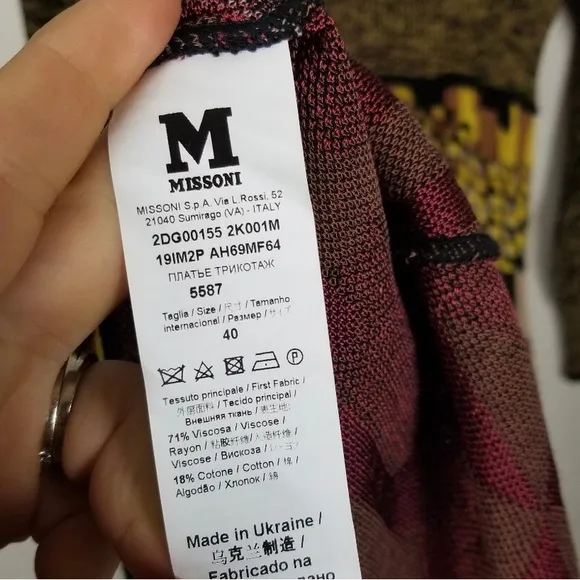 M
MISSONI
MISSONI S.p.A. Via L. Rossi, 52
21040 Sumirago (VA) - ITALY
2DG00155 2K001M
19IM2P AH69MF64
ПЛАТЬЕ ТРИКОТАЖ
5587
Taglia / Size / 尺寸 / Tamanho
internacional / Размер / サイズ
40
P
Tessuto principale / First Fabric /
外层面料 / Tecido principal /
Внешняя ткань / 表生地 /
71% Viscosa / Viscose /
Rayon / 粘胶纤维 / 人造纤维 /
Viscose / Вискоза / レーヨン
18% Cotone / Cotton / 棉 /
Algodão / Хлопок / 綿
Made in Ukraine /
乌克兰制造 /
Fabricado na